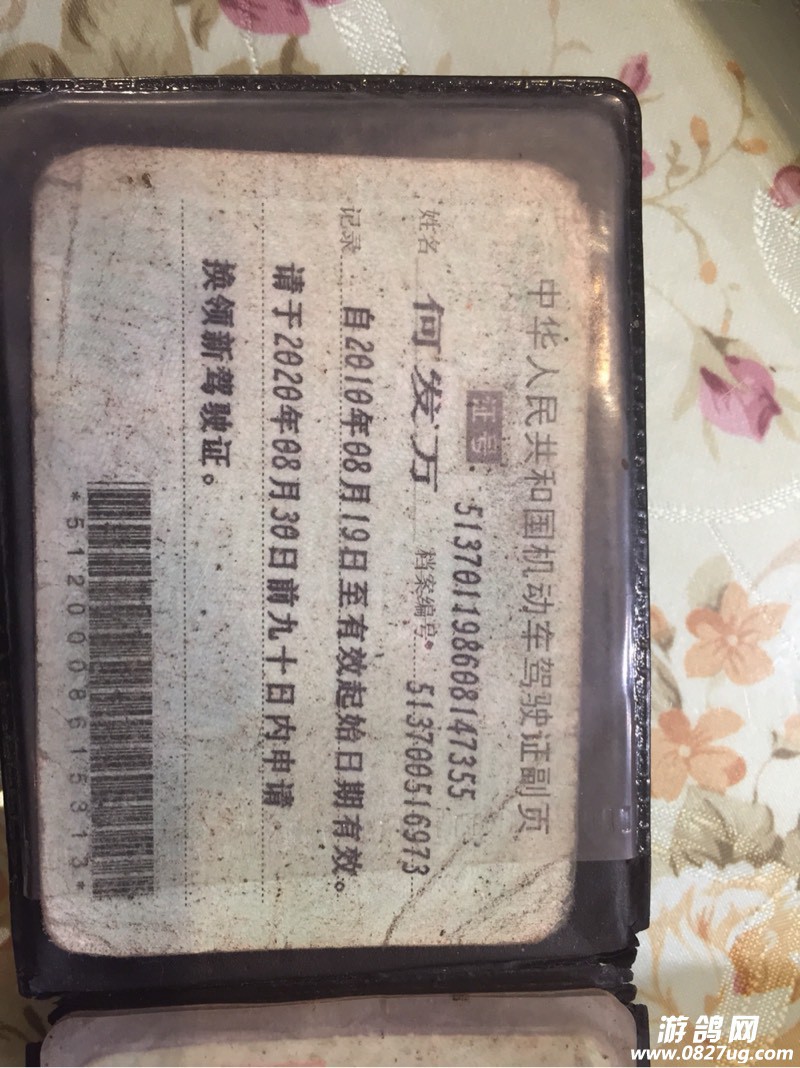 中华人民共和国机动车驾驶证副页
证号 513701198608147355
姓名 何发万 档案编号 513700516973
记录 自2010年08月19日至有效起始日期有效。
请于2020年08月30日前九十日内申请
换领新驾驶证。
*5120000861531 3*
游鸽网
www.0827ug.com